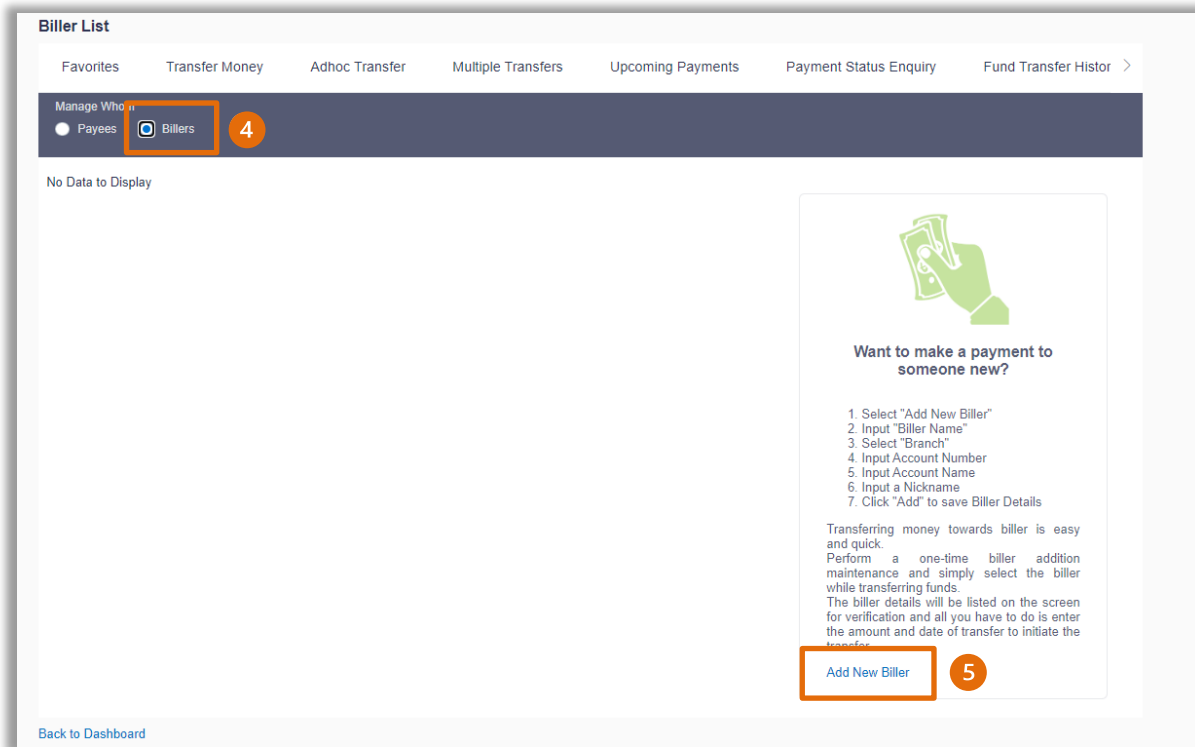 Biller List
Favorites Transfer Money Adhoc Transfer Multiple Transfers Upcoming Payments Payment Status Enquiry Fund Transfer Histor
Manage Whom
Payees Billers 4
No Data to Display
Want to make a payment to
someone new?
1. Select "Add New Biller"
2. Input "Biller Name"
3. Select "Branch"
4. Input Account Number
5. Input Account Name
6. Input a Nickname
7. Click "Add" to save Biller Details
Transferring money towards biller is easy
and quick.
Perform a one-time biller addition
maintenance and simply select the biller
while transferring funds.
The biller details will be listed on the screen
for verification and all you have to do is enter
the amount and date of transfer to initiate the
transfer
Add New Biller 5
Back to Dashboard